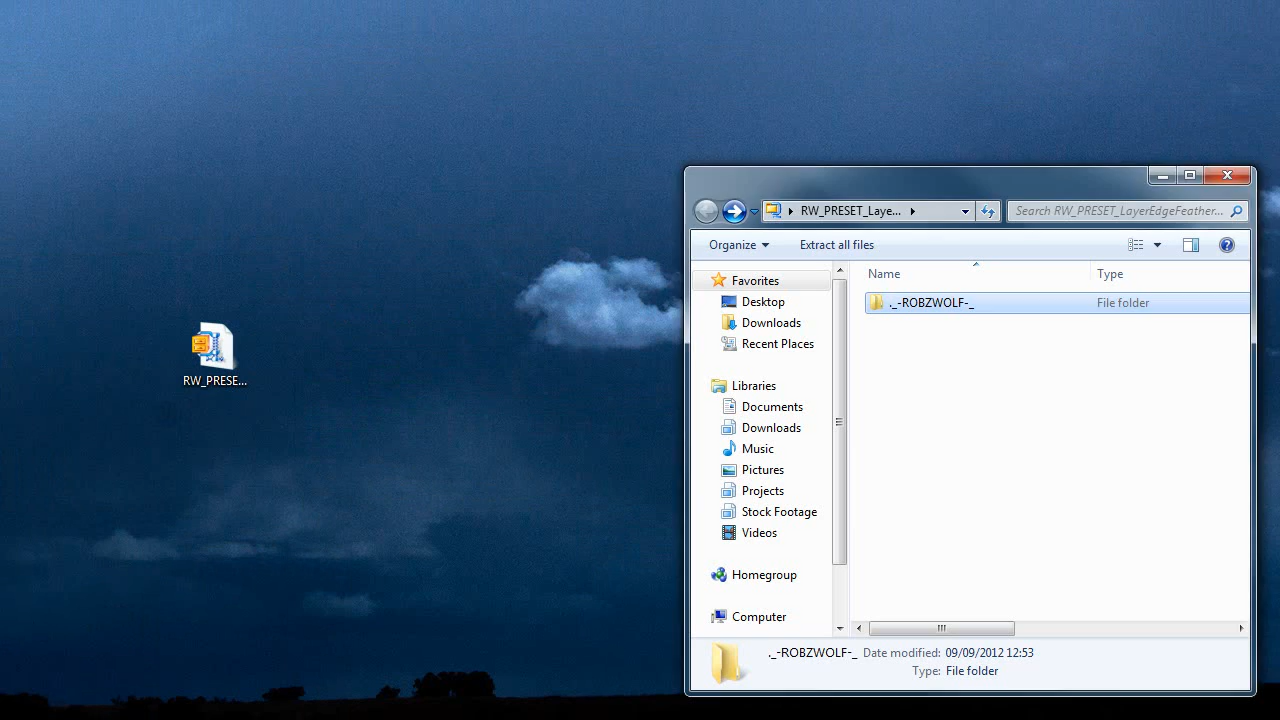 RW_PRESE...
RW_PRESET_Laye...
Search RW_PRESET_LayerEdgeFeather...
Organize
Extract all files
Favorites
Desktop
Downloads
Recent Places
Libraries
Documents
Downloads
Music
Pictures
Projects
Stock Footage
Videos
Homegroup
Computer
Name Type
._-ROBZWOLF-_ File folder
._-ROBZWOLF-_ Date modified: 09/09/2012 12:53
Type: File folder